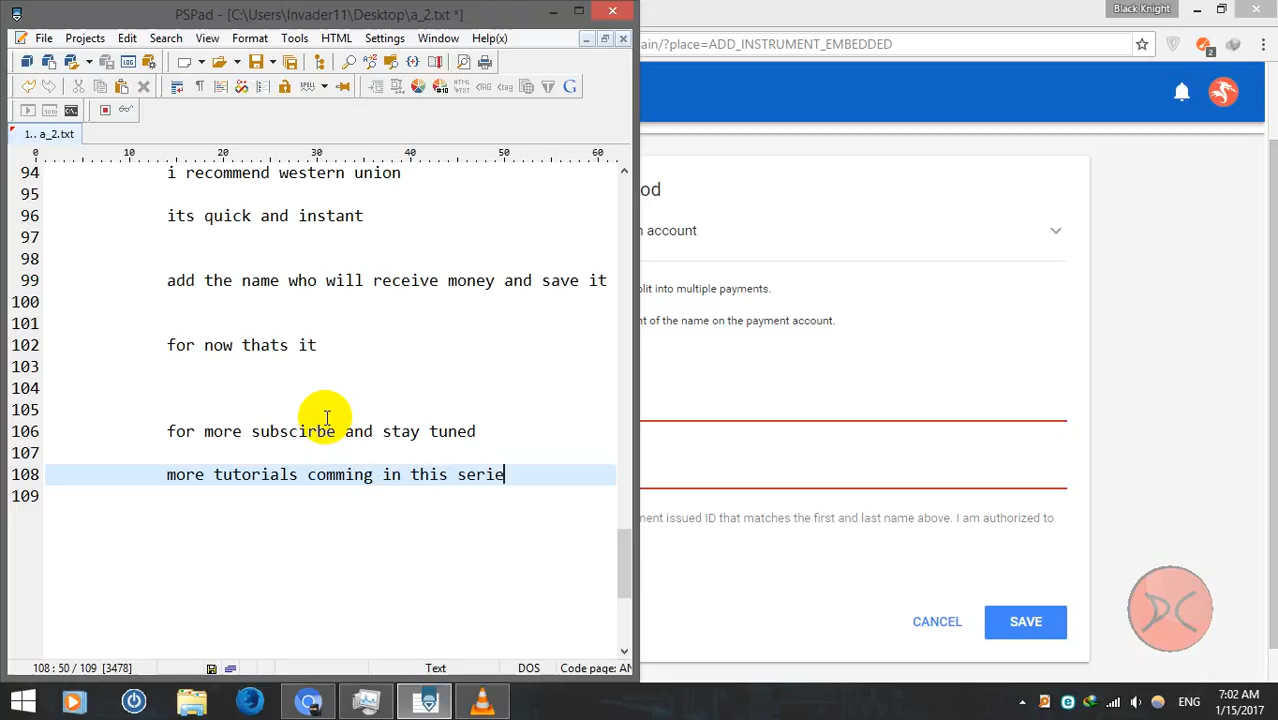 PSPad - [C:\Users\Invader11\Desktop\a_2.txt *]
Black Knight
File Projects Edit Search View Format Tools HTML Settings Window Help(x)
ain/?place=ADD_INSTRUMENT_EMBEDDED
2
1.. a_2.txt
0 10 20 30 40 50 60
94 i recommend western union
95
96 its quick and instant
97
98
99 add the name who will receive money and save it
100
101
102 for now thats it
103
104
105
106 for more subscirbe and stay tuned
107
108 more tutorials comming in this serie
109
od
n account
olit into multiple payments.
nt of the name on the payment account.
ment issued ID that matches the first and last name above. I am authorized to
CANCEL SAVE
DC
108 : 50 / 109 [3478] Text DOS Code page: AN
ENG
7:02 AM
1/15/2017